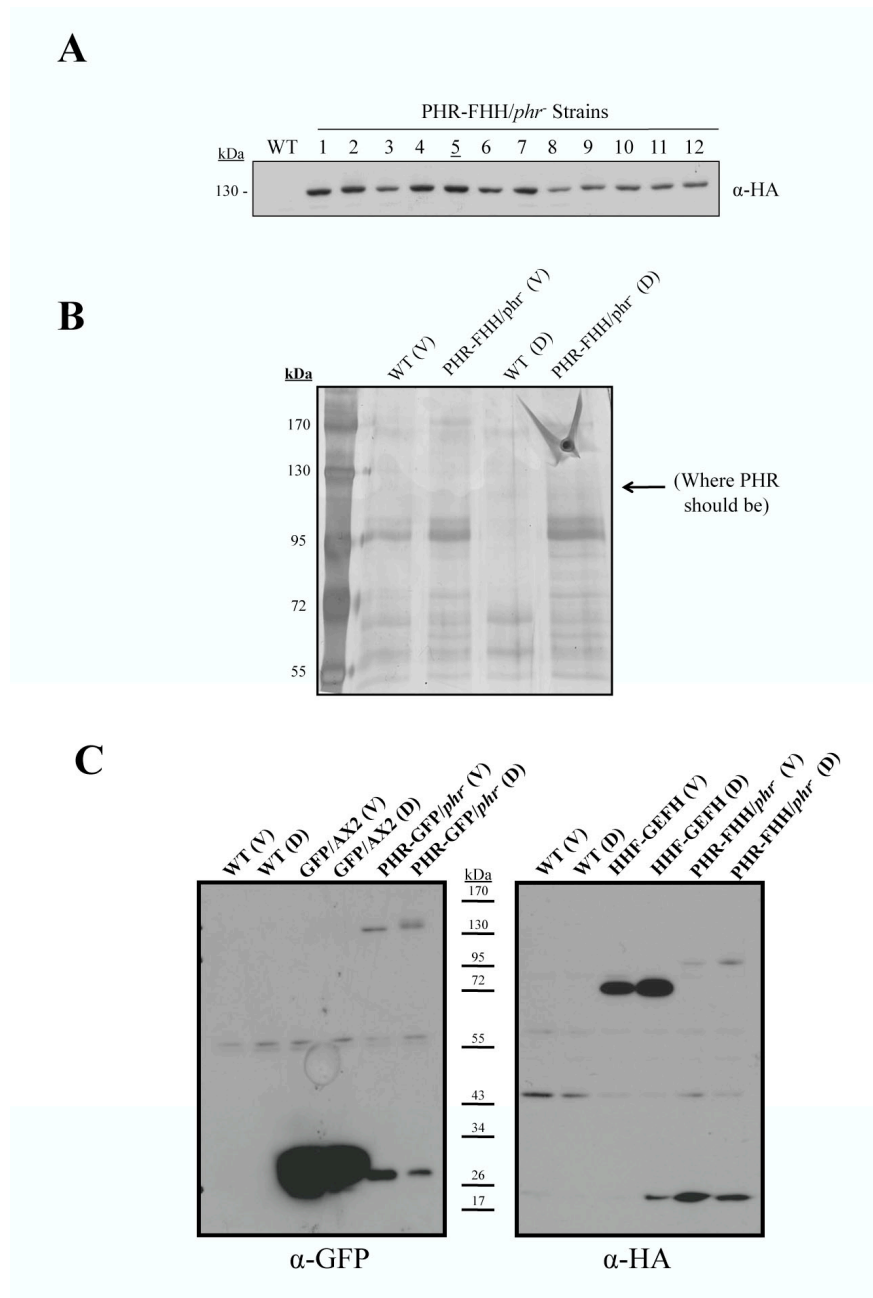 A
PHR-FHH/phr- Strains
kDa WT 1 2 3 4 5 6 7 8 9 10 11 12
130 -
α-HA
B
WT (V)
PHR-FHH/phr- (V)
WT (D)
PHR-FHH/phr- (D)
kDa
170
130
95
72
55
(Where PHR
should be)
C
WT (V)
WT (D)
GFP/AX2 (V)
GFP/AX2 (D)
PHR-GFP/phr- (V)
PHR-GFP/phr- (D)
kDa
170
130
95
72
55
43
34
26
17
WT (V)
WT (D)
HHF-GEFH (V)
HHF-GEFH (D)
PHR-FHH/phr- (V)
PHR-FHH/phr- (D)
α-GFP
α-HA